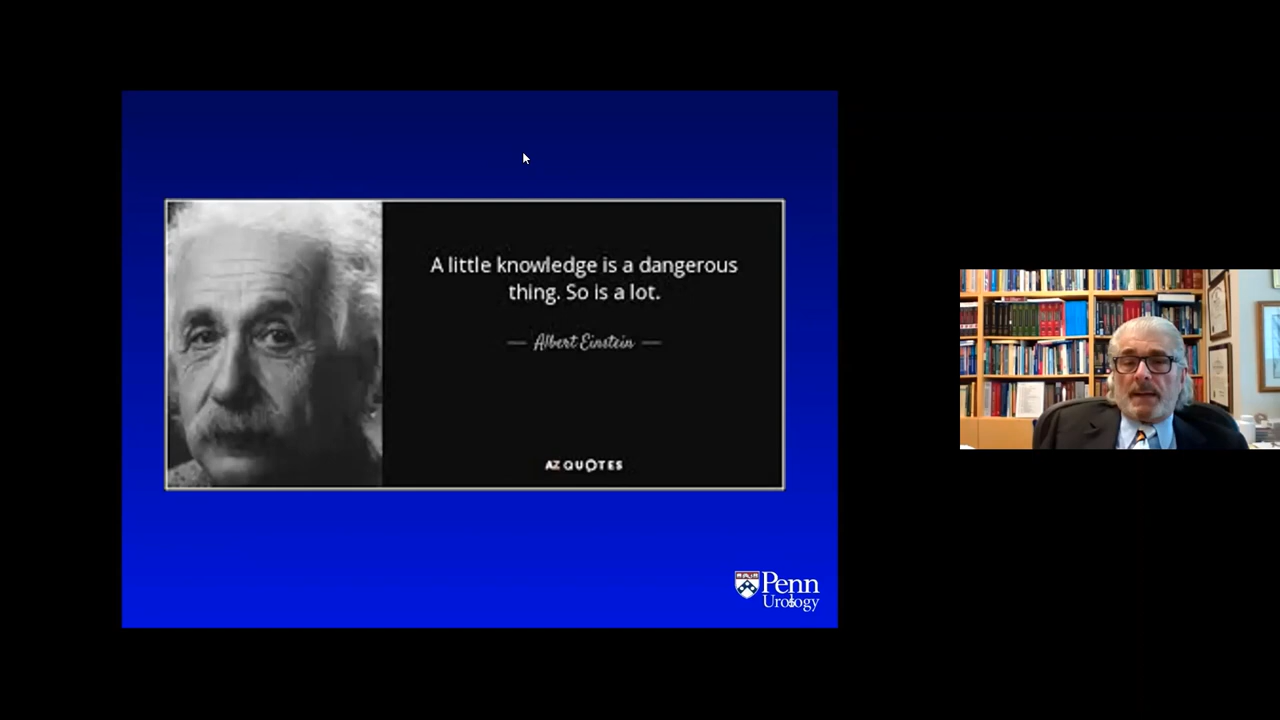 A little knowledge is a dangerous
thing. So is a lot.
— Albert Einstein —
AZ QUOTES
Penn
Urology